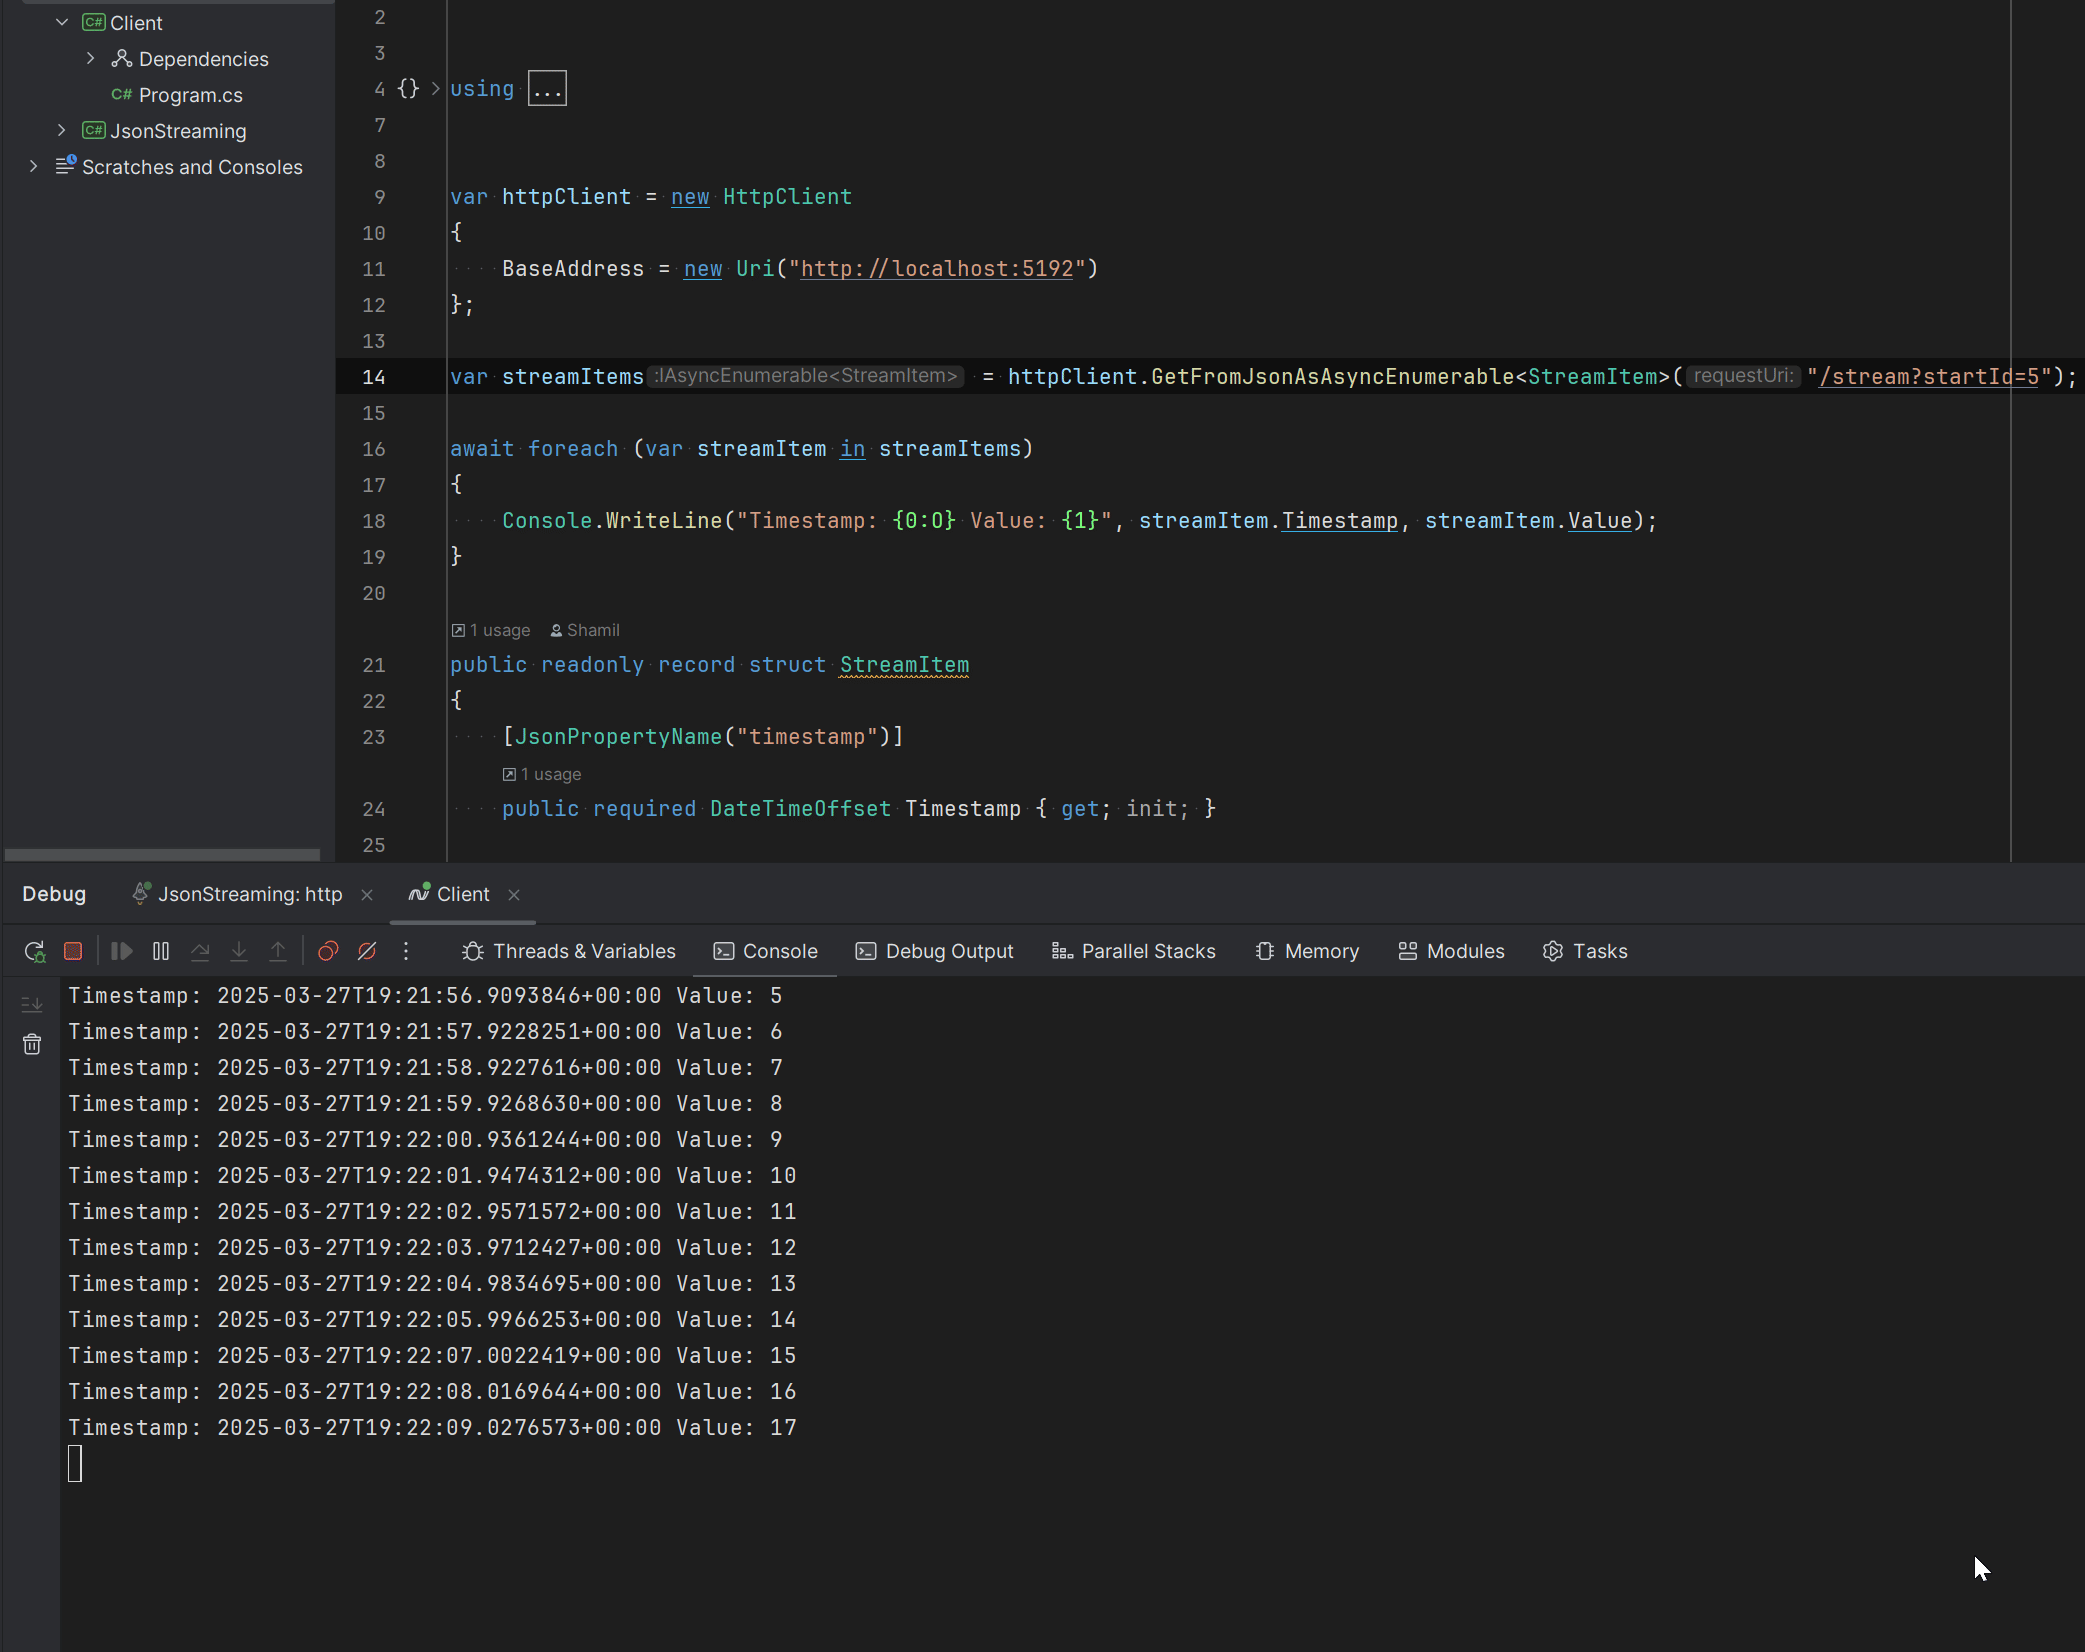 Client
Dependencies
C# Program.cs
JsonStreaming
Scratches and Consoles
2
3
4 {} using ...
7
8
9 var httpClient = new HttpClient
10 {
11 BaseAddress = new Uri("http://localhost:5192")
12 };
13
14 var streamItems :IAsyncEnumerable<StreamItem> = httpClient.GetFromJsonAsAsyncEnumerable<StreamItem>( requestUri: "/stream?startId=5");
15
16 await foreach (var streamItem in streamItems)
17 {
18 Console.WriteLine("Timestamp: {0:O} Value: {1}", streamItem.Timestamp, streamItem.Value);
19 }
20
1 usage Shamil
21 public readonly record struct StreamItem
22 {
23 [JsonPropertyName("timestamp")]
1 usage
24 public required DateTimeOffset Timestamp { get; init; }
25
Debug JsonStreaming: http Client
Threads & Variables Console Debug Output Parallel Stacks Memory Modules Tasks
Timestamp: 2025-03-27T19:21:56.9093846+00:00 Value: 5
Timestamp: 2025-03-27T19:21:57.9228251+00:00 Value: 6
Timestamp: 2025-03-27T19:21:58.9227616+00:00 Value: 7
Timestamp: 2025-03-27T19:21:59.9268630+00:00 Value: 8
Timestamp: 2025-03-27T19:22:00.9361244+00:00 Value: 9
Timestamp: 2025-03-27T19:22:01.9474312+00:00 Value: 10
Timestamp: 2025-03-27T19:22:02.9571572+00:00 Value: 11
Timestamp: 2025-03-27T19:22:03.9712427+00:00 Value: 12
Timestamp: 2025-03-27T19:22:04.9834695+00:00 Value: 13
Timestamp: 2025-03-27T19:22:05.9966253+00:00 Value: 14
Timestamp: 2025-03-27T19:22:07.0022419+00:00 Value: 15
Timestamp: 2025-03-27T19:22:08.0169644+00:00 Value: 16
Timestamp: 2025-03-27T19:22:09.0276573+00:00 Value: 17